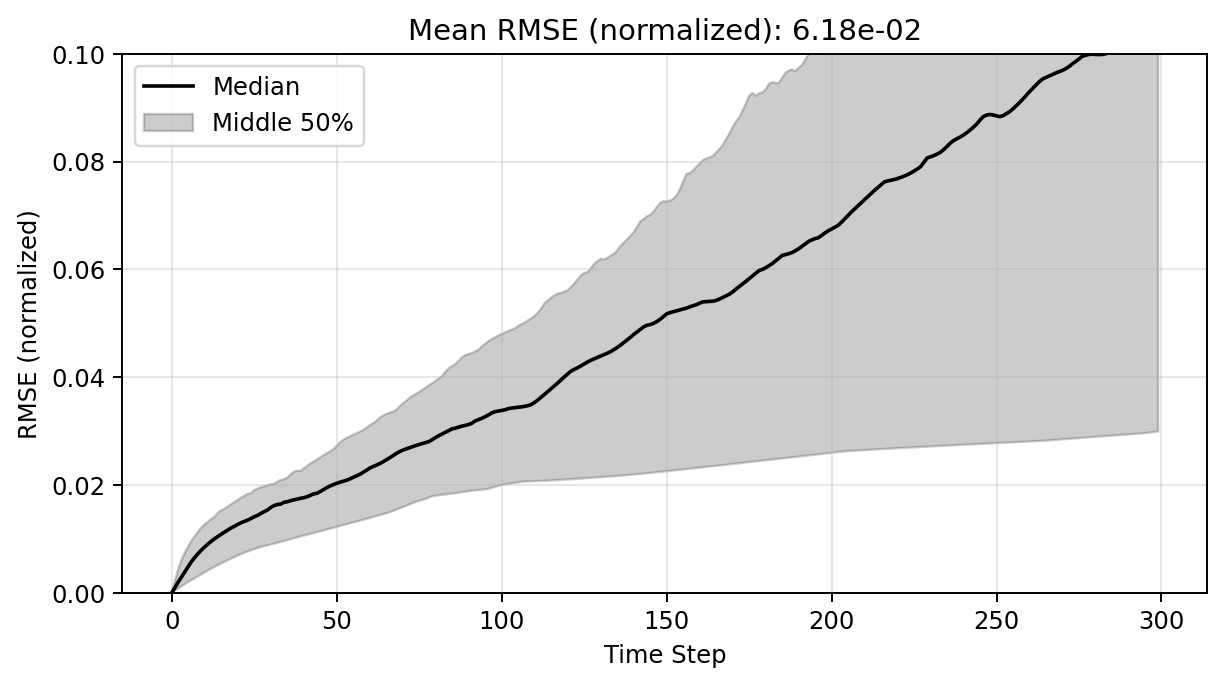 Mean RMSE (normalized): 6.18e-02
0.10
0.08
0.06
0.04
0.02
0.00
RMSE (normalized)
Median
Middle 50%
0 50 100 150 200 250 300
Time Step